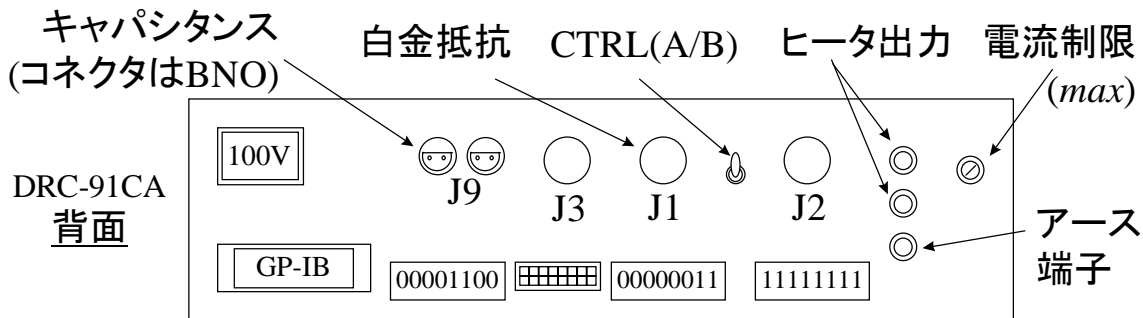 キャパシタンス
(コネクタはBNO)
白金抵抗
CTRL(A/B)
ヒータ出力
電流制限
(max)
100V
J9
J3
J1
J2
DRC-91CA
背面
アース
端子
GP-IB
00001100
00000011
11111111